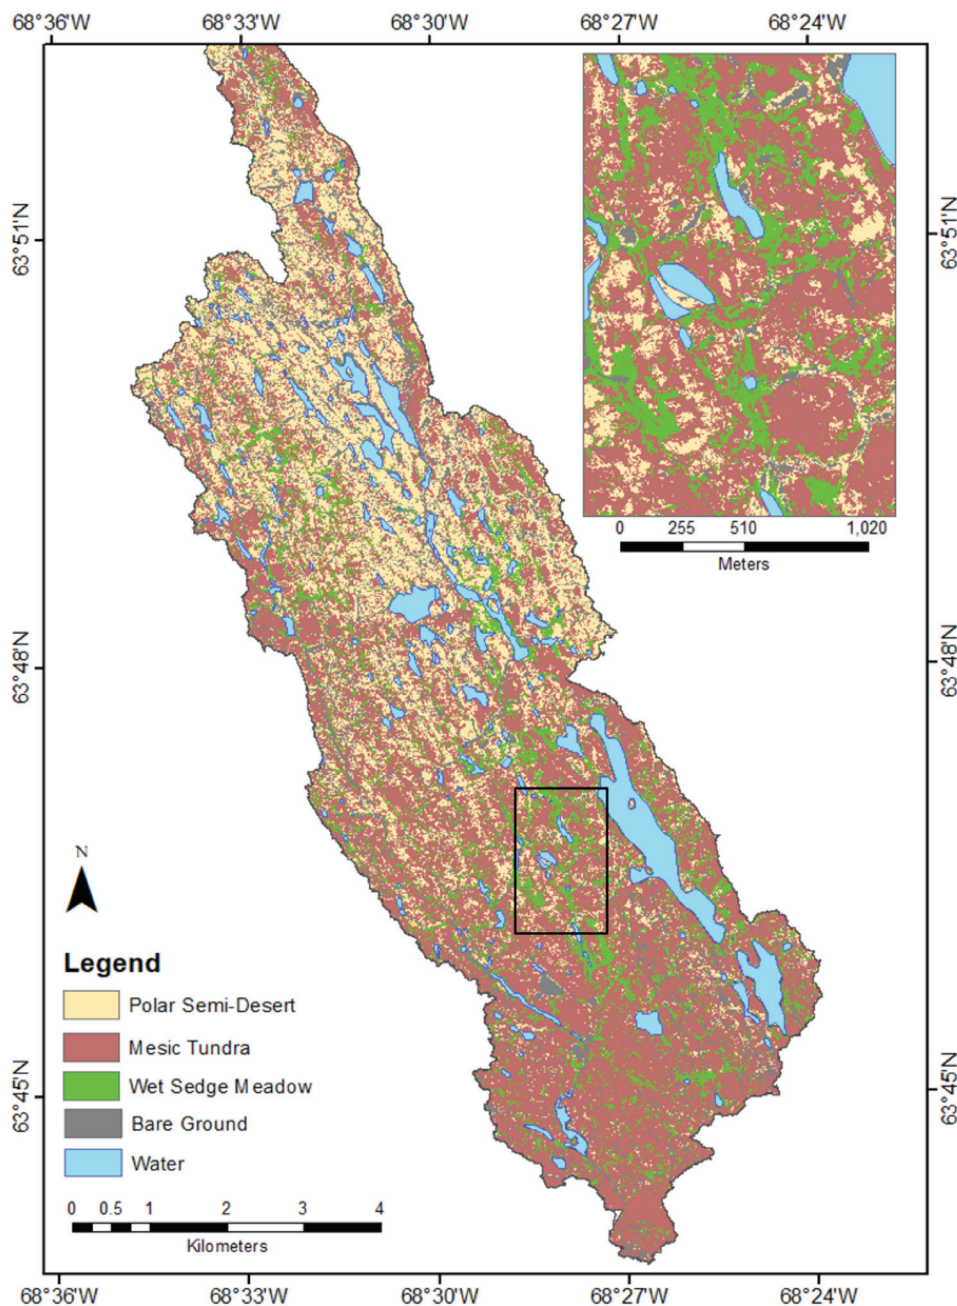 68°36'W 68°33'W 68°30'W 68°27'W 68°24'W
63°51'N 63°51'N
0 255 510 1,020
Meters
63°48'N 63°48'N
N
Legend
Polar Semi-Desert
Mesic Tundra
Wet Sedge Meadow
Bare Ground
Water
63°45'N 63°45'N
0 0.5 1 2 3 4
Kilometers
68°36'W 68°33'W 68°30'W 68°27'W 68°24'W